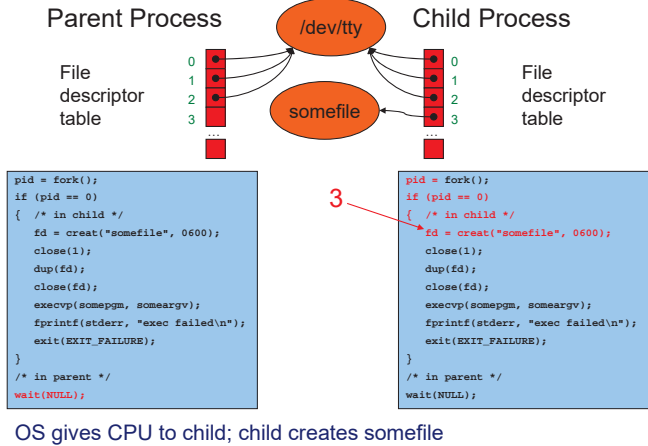 Parent Process
/dev/tty
Child Process
File
descriptor
table
0
1
2
3
...
somefile
0
1
2
3
...
File
descriptor
table
pid = fork();
if (pid == 0)
{  /* in child */
   fd = creat("somefile", 0600);
   close(1);
   dup(fd);
   close(fd);
   execvp(somepgm, someargv);
   fprintf(stderr, "exec failed\n");
   exit(EXIT_FAILURE);
}
/* in parent */
wait(NULL);
3
pid = fork();
if (pid == 0)
{  /* in child */
   fd = creat("somefile", 0600);
   close(1);
   dup(fd);
   close(fd);
   execvp(somepgm, someargv);
   fprintf(stderr, "exec failed\n");
   exit(EXIT_FAILURE);
}
/* in parent */
wait(NULL);
OS gives CPU to child; child creates somefile